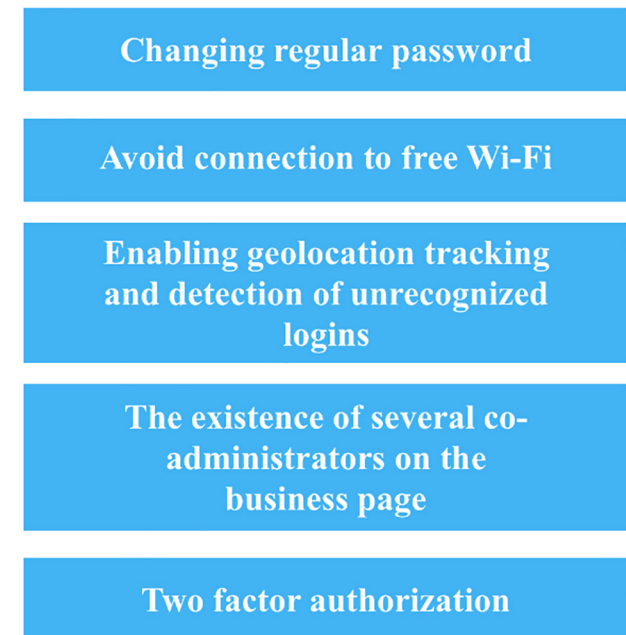 Changing regular password
Avoid connection to free Wi-Fi
Enabling geolocation tracking
and detection of unrecognized
logins
The existence of several co-
administrators on the
business page
Two factor authorization